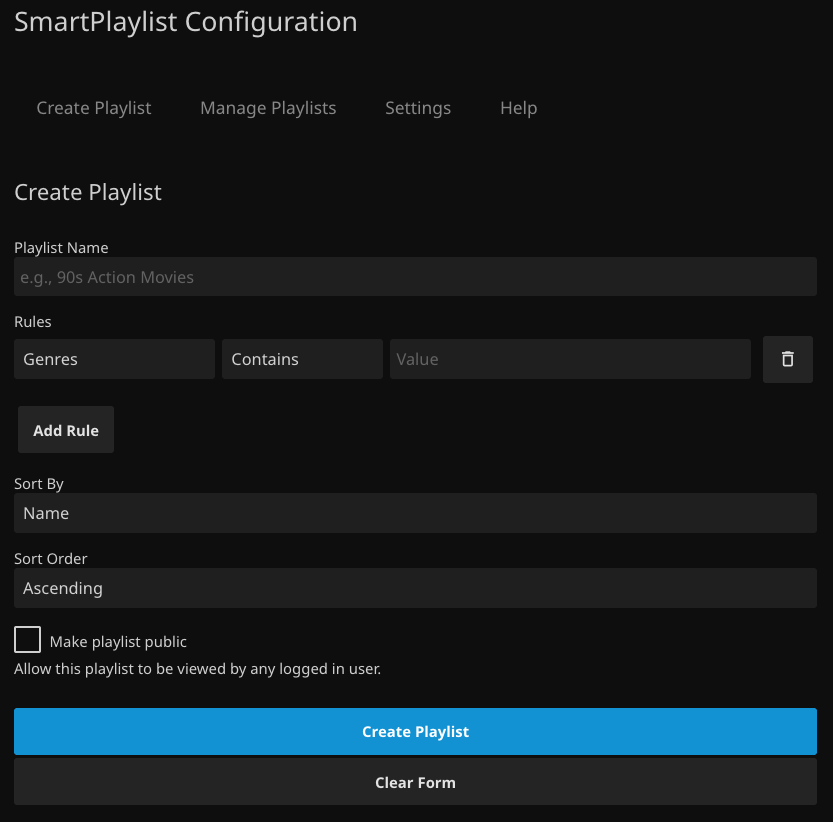 SmartPlaylist Configuration
Create Playlist Manage Playlists Settings Help
Create Playlist
Playlist Name
e.g., 90s Action Movies
Rules
Genres Contains Value
Add Rule
Sort By
Name
Sort Order
Ascending
Make playlist public
Allow this playlist to be viewed by any logged in user.
Create Playlist
Clear Form